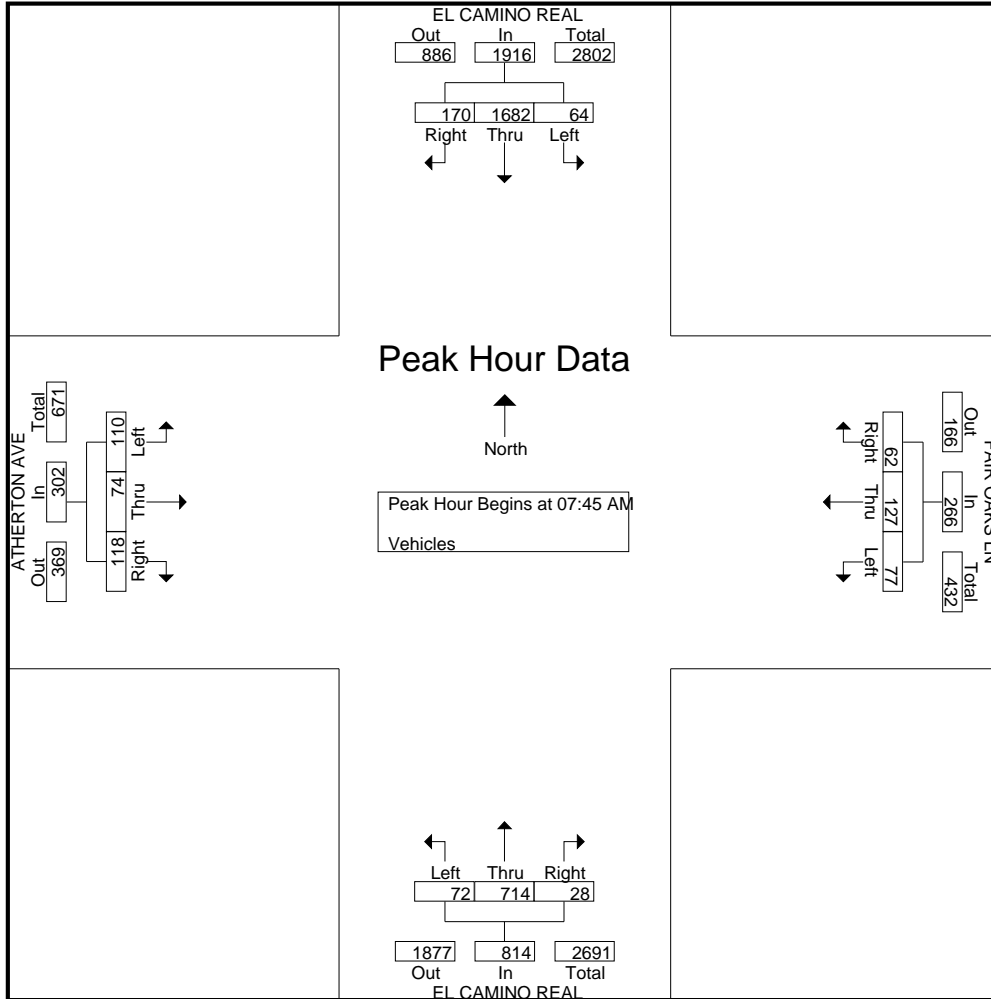 EL CAMINO REAL
Out In Total
886 1916 2802
170 1682 64
Right Thru Left
Peak Hour Data
North
Peak Hour Begins at 07:45 AM
Vehicles
ATHERTON AVE
Out In Total
369 302 671
110 74 118
Left Thru Right
Right Thru Left
62 127 77
Out In Total
166 266 432
LN
Left Thru Right
72 714 28
1877 814 2691
Out In Total
EL CAMINO REAL